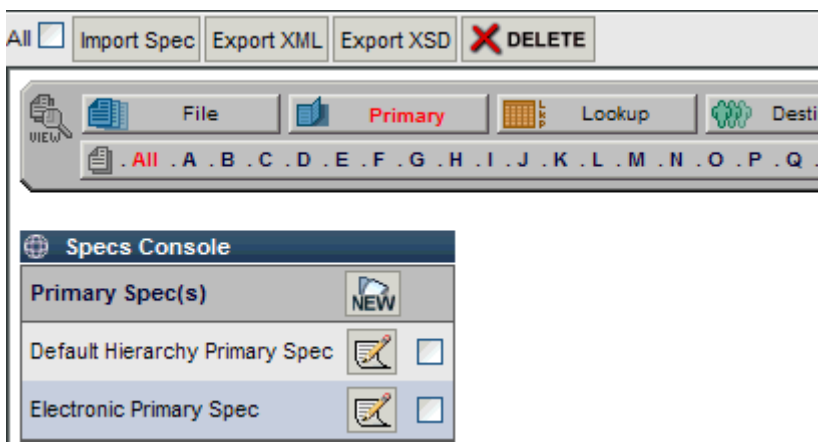 All Import Spec Export XML Export XSD DELETE
VIEW File Primary Lookup Desti
. All . A . B . C . D . E . F . G . H . I . J . K . L . M . N . O . P . Q .
Specs Console
Primary Spec(s) NEW
Default Hierarchy Primary Spec
Electronic Primary Spec